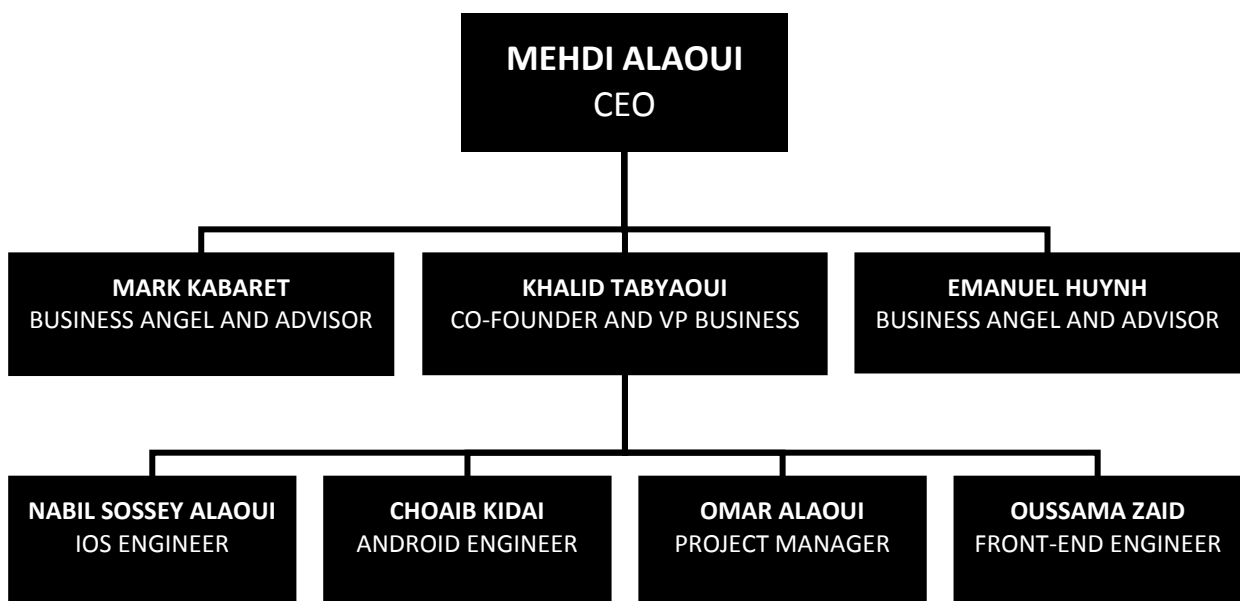 MEHDI ALAOUI
CEO
MARK KABARET
BUSINESS ANGEL AND ADVISOR
KHALID TABYAOUI
CO-FOUNDER AND VP BUSINESS
EMANUEL HUYNH
BUSINESS ANGEL AND ADVISOR
NABIL SOSSEY ALAOUI
IOS ENGINEER
CHOAIB KIDAI
ANDROID ENGINEER
OMAR ALAOUI
PROJECT MANAGER
OUSSAMA ZAID
FRONT-END ENGINEER